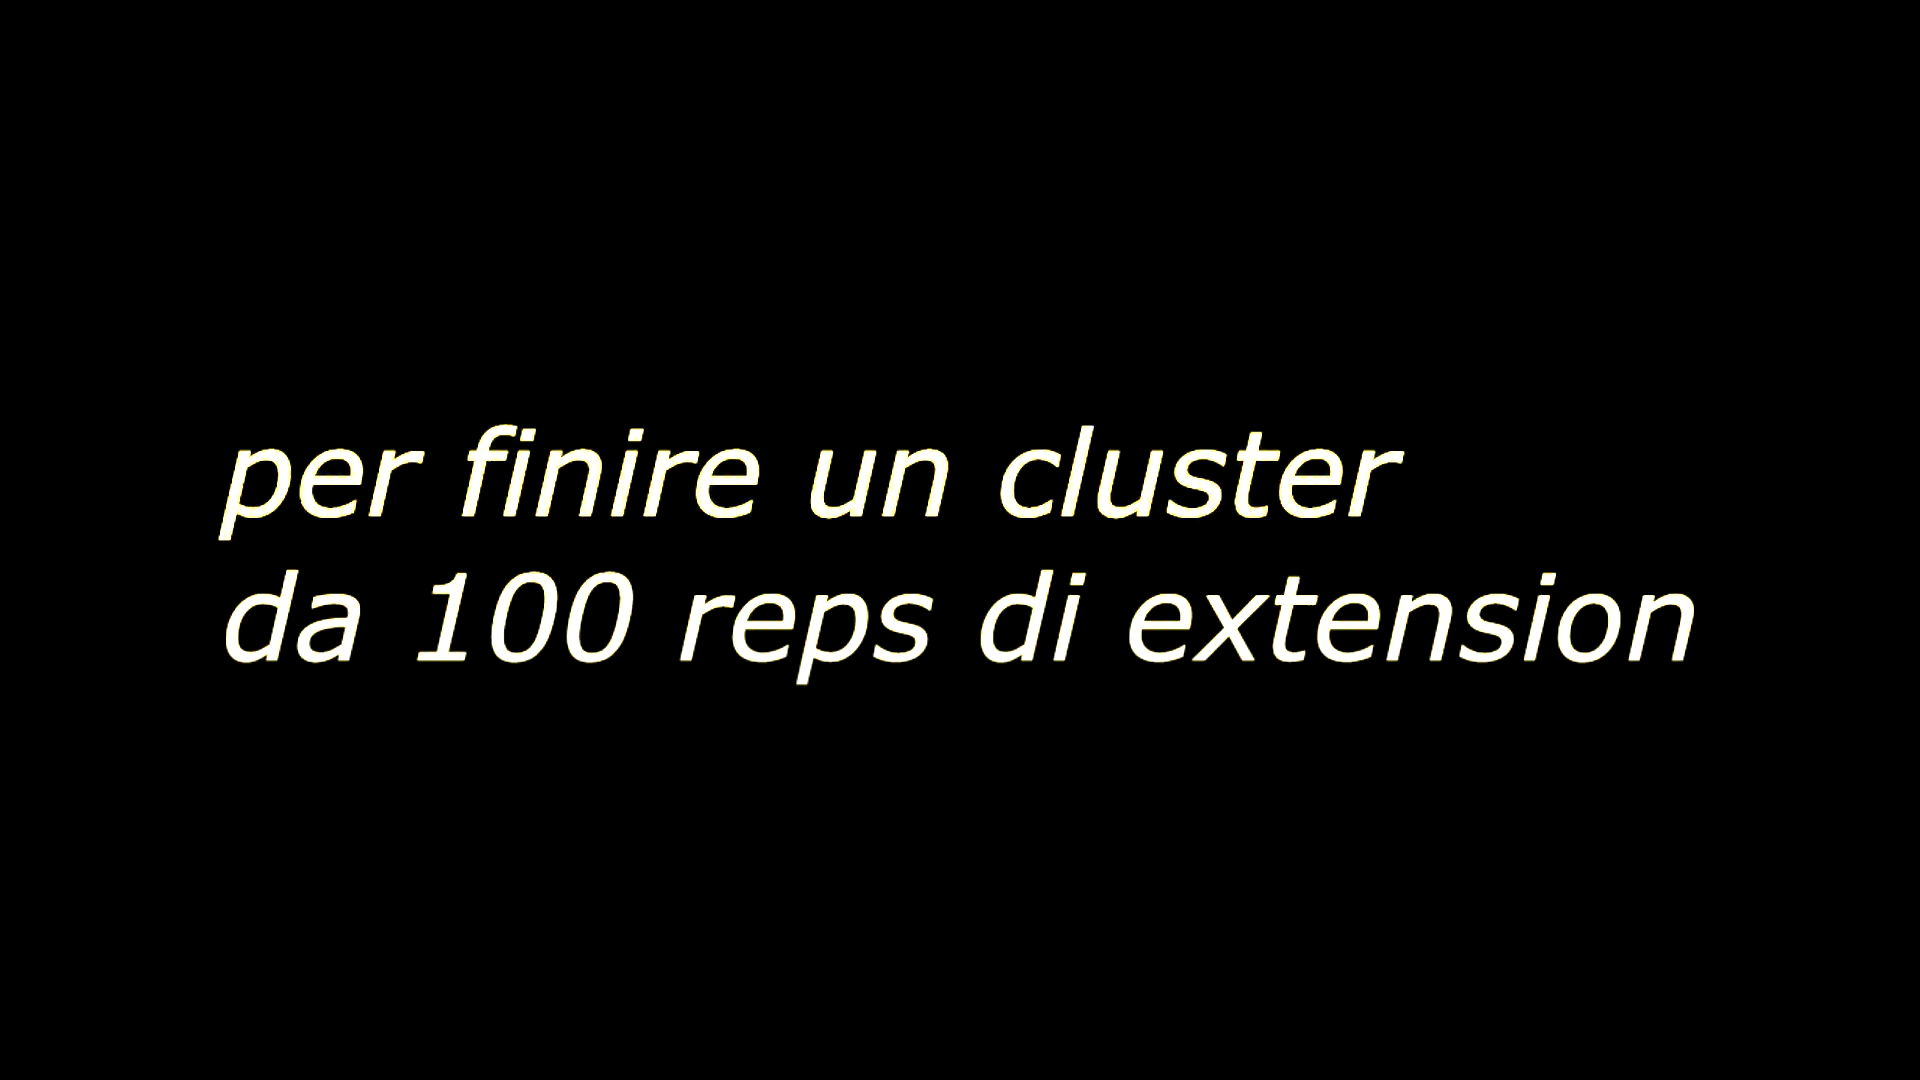 per finire un cluster
da 100 reps di extension